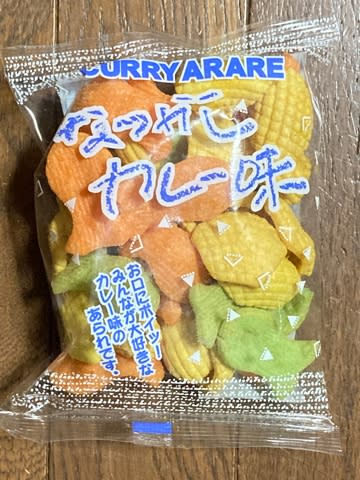 CURRY ARARE
なつかしの
カレー味
お口にポイッ!
みんなが大好きな
カレー味の
あられです。